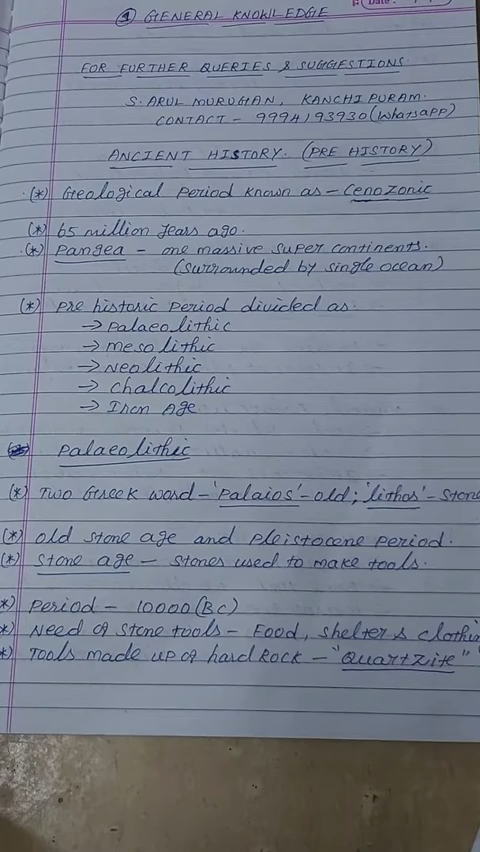 Date :
① GENERAL KNOWLEDGE
FOR FURTHER QUERIES & SUGGESTIONS.
S. ARUL MURUGAN, KANCHIPURAM.
CONTACT - 9994193930 (WhatsAPP)
ANCIENT HISTORY. (PRE HISTORY)
(*) Geological Period known as - Cenozonic
(*) 65 million years ago.
(*) Pangea - one massive super continents.
(surrounded by single ocean)
(*) Pre historic Period divided as.
→ Palaeolithic
→ mesolithic
→ Neolithic
→ chalcolithic
→ Iron Age
Palaeolithic
(*) Two Greek word - 'Palaios' - old; 'lithos' - stone
(*) old stone age and Pleistocene Period.
(*) Stone age - stones used to make tools.
*) Period - 10000 (BC)
*) Need of stone tools - Food, shelter &
*) Tools made up of hard Rock - "Quartzite"